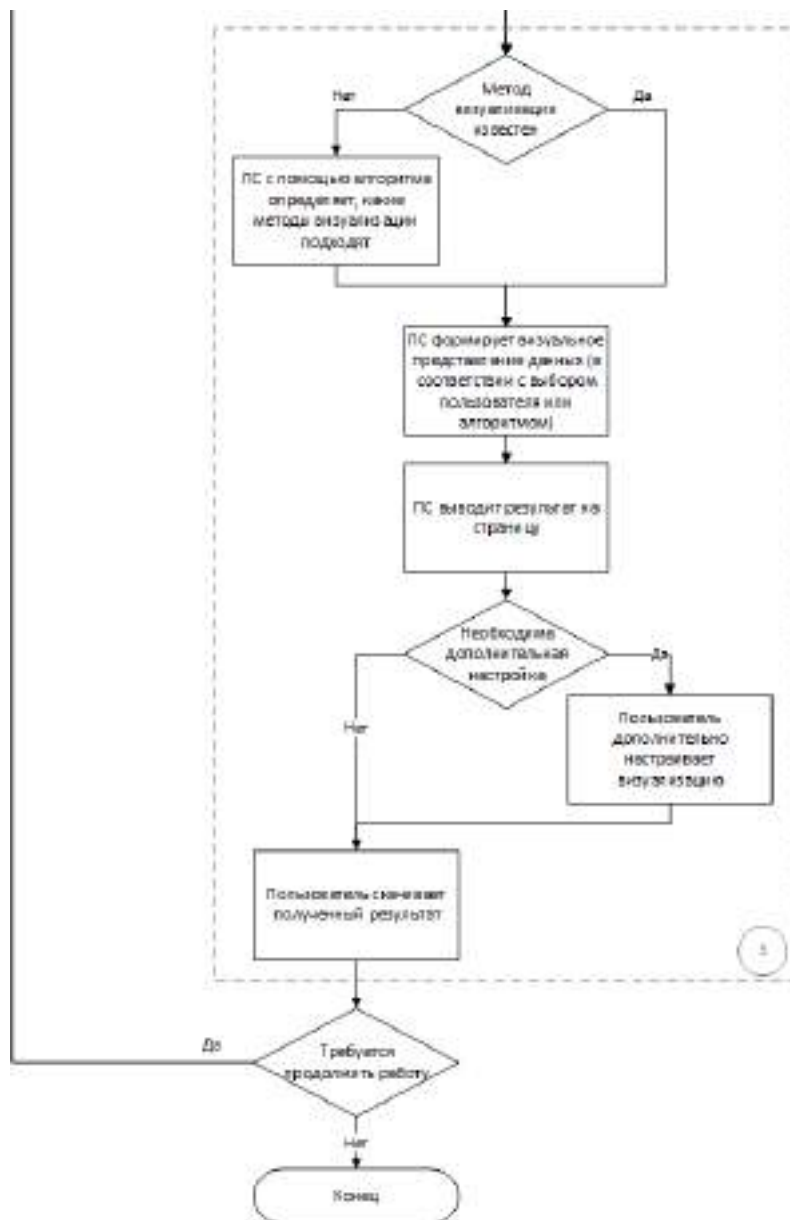 Метод
визуализации
известен
Нет
Да
ПС с помощью алгоритма
определяет, какие
методы визуализации
подходят
ПС формирует визуальное
представление данных (в
соответствии с выбором
пользователя или
алгоритмом)
ПС выводит результат на
страницу
Необходима
дополнительная
настройка
Да
Нет
Пользователь
дополнительно
настраивает
визуализацию
Пользователь скачивает
полученный результат
Требуется
продолжить работу
Да
Нет
Конец